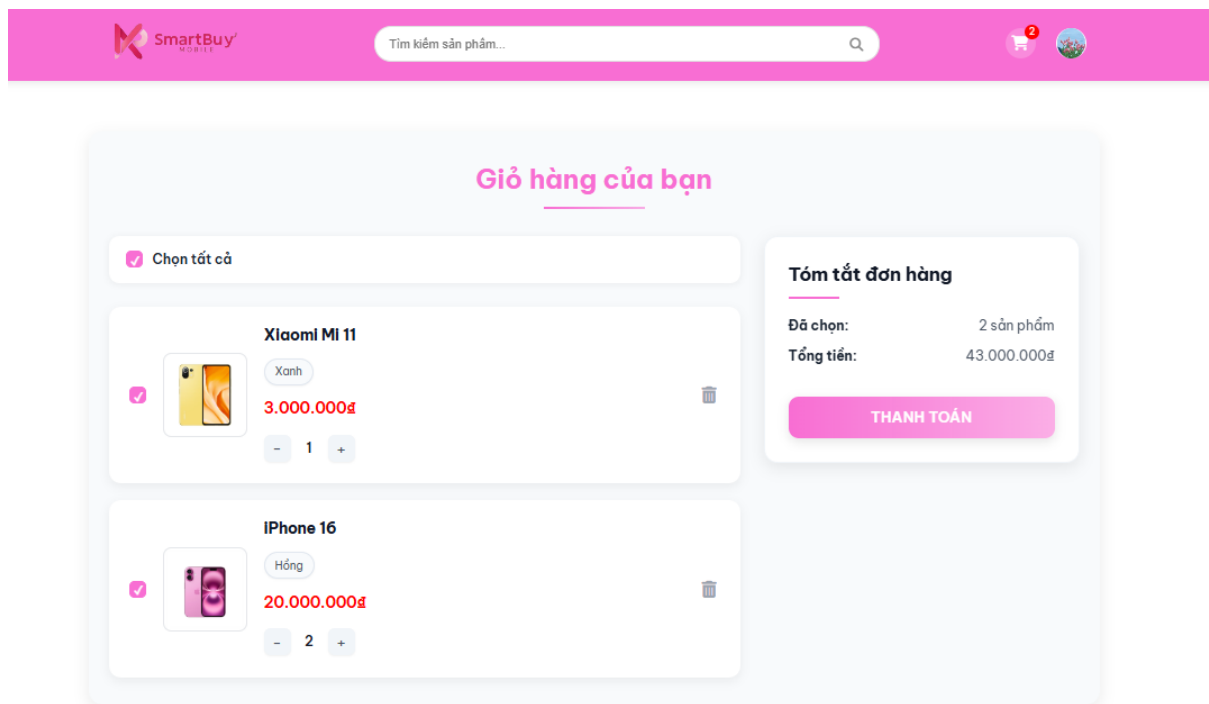 SmartBuy
MOBILE
Tìm kiếm sản phẩm...
2
Giỏ hàng của bạn
Chọn tất cả
Xiaomi Mi 11
Xanh
3.000.000₫
- 1 +
iPhone 16
Hồng
20.000.000₫
- 2 +
Tóm tắt đơn hàng
Đã chọn: 2 sản phẩm
Tổng tiền: 43.000.000₫
THANH TOÁN